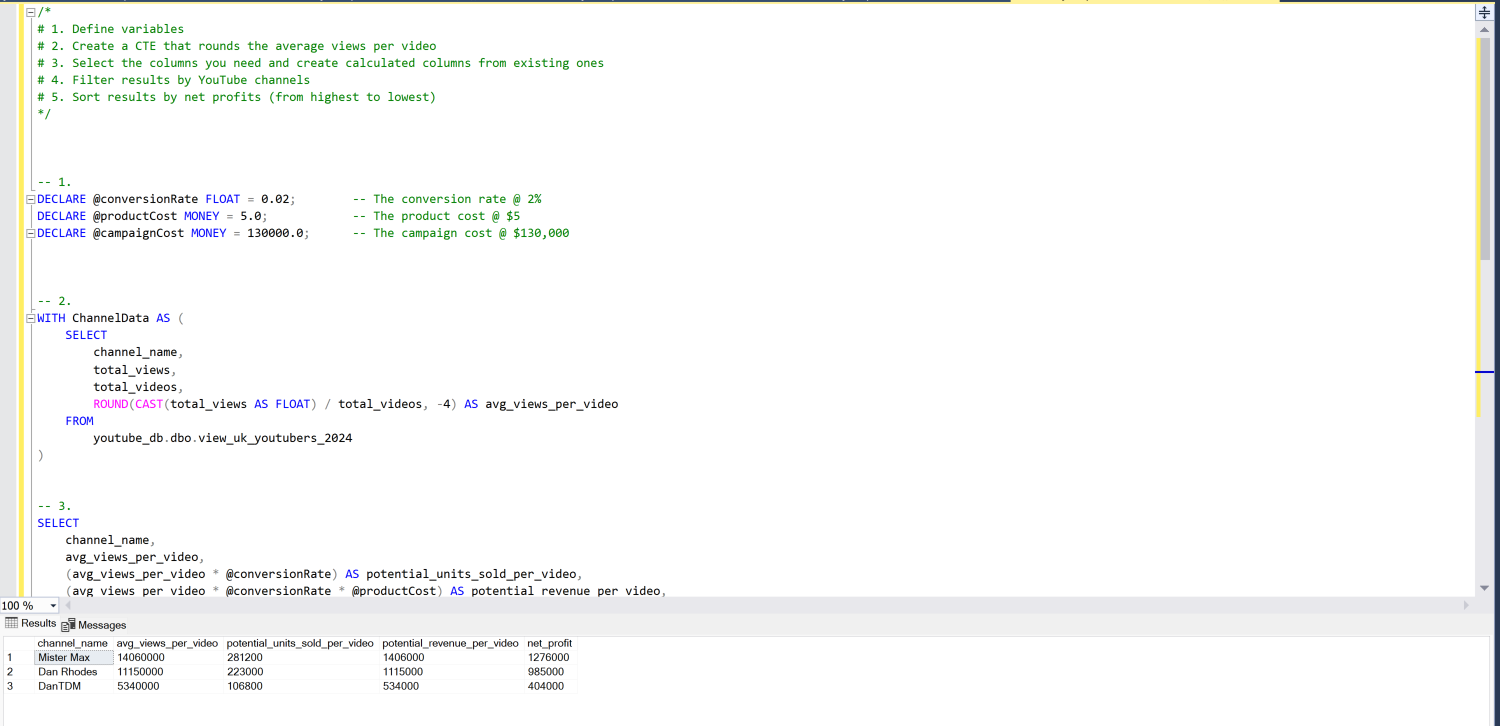 /*
# 1. Define variables
# 2. Create a CTE that rounds the average views per video
# 3. Select the columns you need and create calculated columns from existing ones
# 4. Filter results by YouTube channels
# 5. Sort results by net profits (from highest to lowest)
*/
-- 1.
DECLARE @conversionRate FLOAT = 0.02; -- The conversion rate @ 2%
DECLARE @productCost MONEY = 5.0; -- The product cost @ $5
DECLARE @campaignCost MONEY = 130000.0; -- The campaign cost @ $130,000
-- 2.
WITH ChannelData AS (
SELECT
channel_name,
total_views,
total_videos,
ROUND(CAST(total_views AS FLOAT) / total_videos, -4) AS avg_views_per_video
FROM
youtube_db.dbo.view_uk_youtubers_2024
)
-- 3.
SELECT
channel_name,
avg_views_per_video,
(avg_views_per_video * @conversionRate) AS potential_units_sold_per_video,
(avg_views_per_video * @conversionRate * @productCost) AS potential_revenue_per_video,
100 %
Results Messages
channel_name avg_views_per_video potential_units_sold_per_video potential_revenue_per_video net_profit
1 Mister Max 14060000 281200 1406000 1276000
2 Dan Rhodes 11150000 223000 1115000 985000
3 DanTDM 5340000 106800 534000 404000